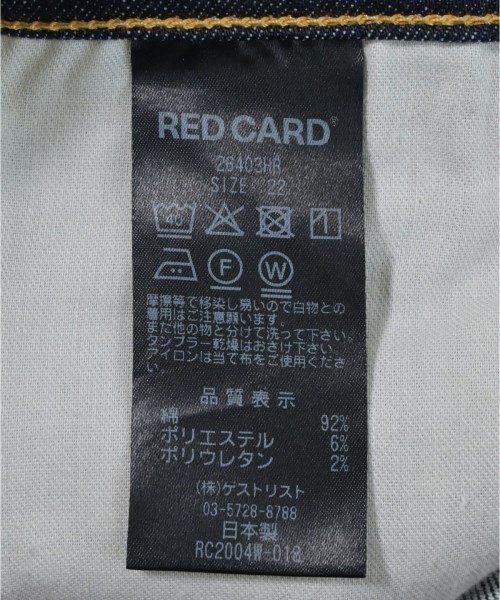 RED CARD®
26403HR
SIZE 22
40
1
F W
摩擦等で移染し易いので白物との
着用はご注意願います。
また他の物と分けて洗って下さい。
タンブラー乾燥はおさけ下さい。
アイロンは当て布をご使用くださ
い。
品質表示
綿 92%
ポリエステル 6%
ポリウレタン 2%
(株)ゲストリスト
03-5728-8788
日本製
RC2004W-018